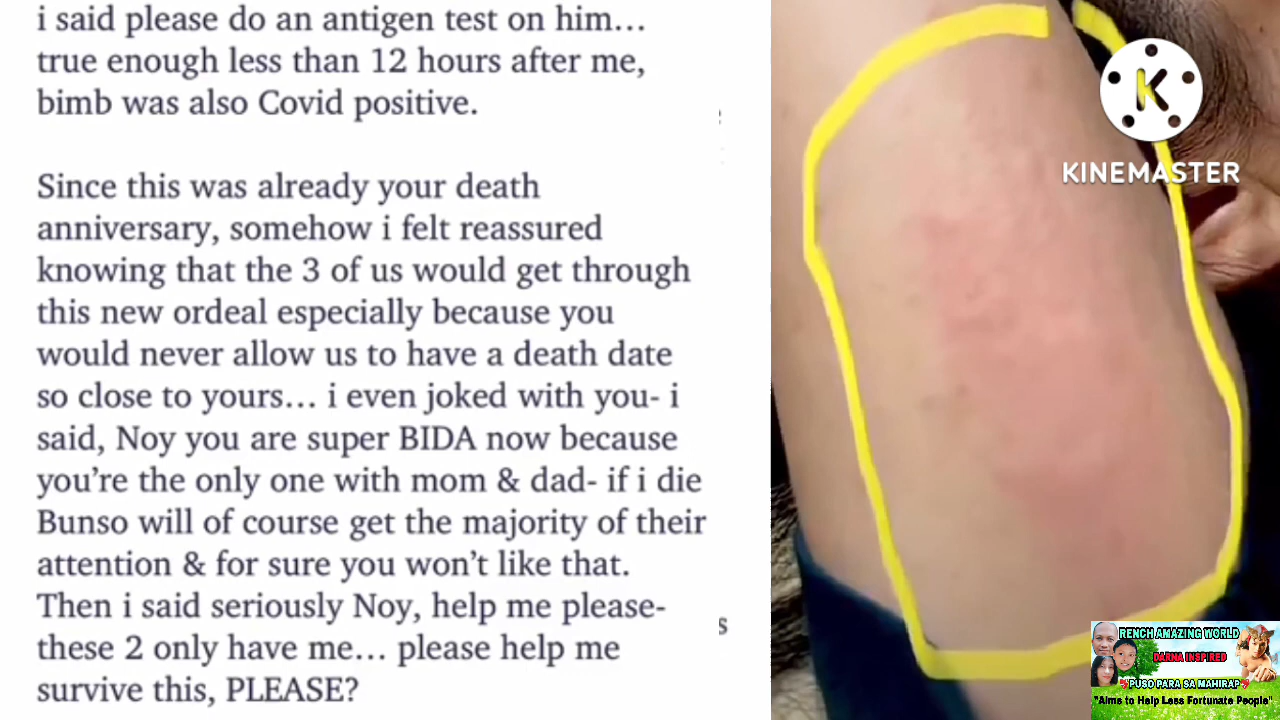 i said please do an antigen test on him…
true enough less than 12 hours after me,
bimb was also Covid positive.
Since this was already your death
anniversary, somehow i felt reassured
knowing that the 3 of us would get through
this new ordeal especially because you
would never allow us to have a death date
so close to yours… i even joked with you- i
said, Noy you are super BIDA now because
you’re the only one with mom & dad- if i die
Bunso will of course get the majority of their
attention & for sure you won’t like that.
Then i said seriously Noy, help me please-
these 2 only have me… please help me
survive this, PLEASE?
s
K
KINEMASTER
RENCH AMAZING WORLD
DARNA INSPIRED
PUSO PARA SA MAHIRAP
"Aims to Help Less Fortunate People"